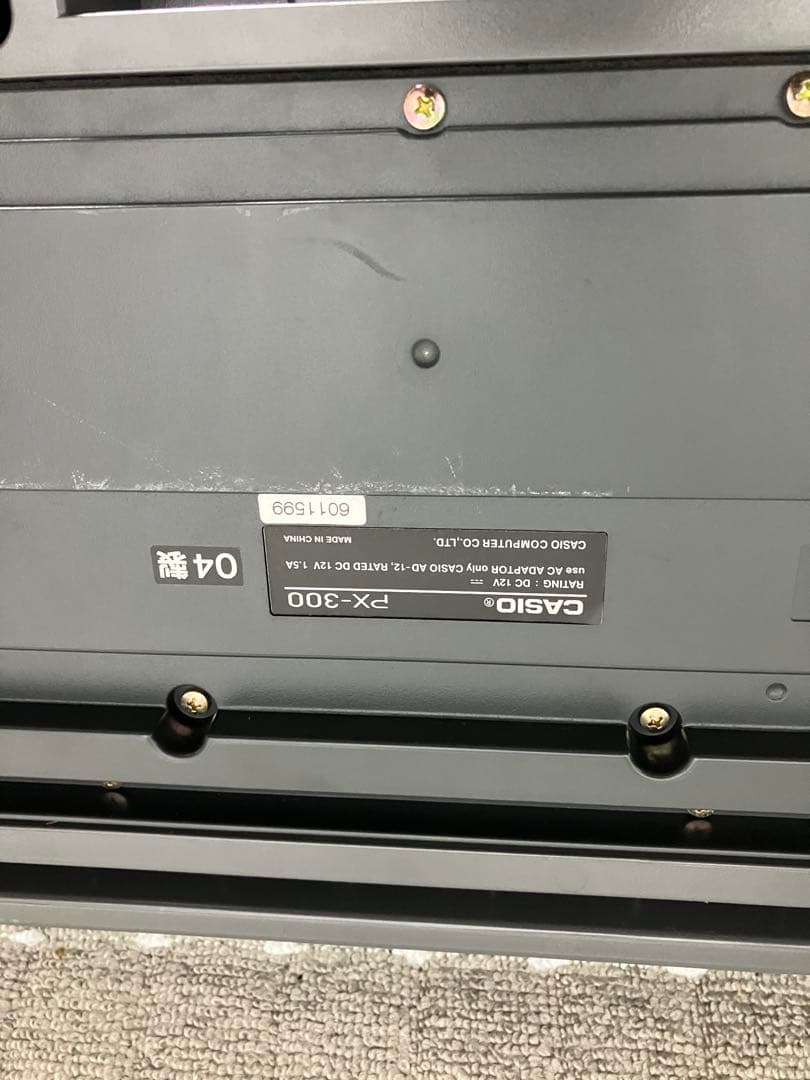 CASIO® PX-300
RATING : DC 12V ⎓
use AC ADAPTOR only CASIO AD-12, RATED DC 12V 1.5A
CASIO COMPUTER CO.,LTD. MADE IN CHINA
04製
6011599